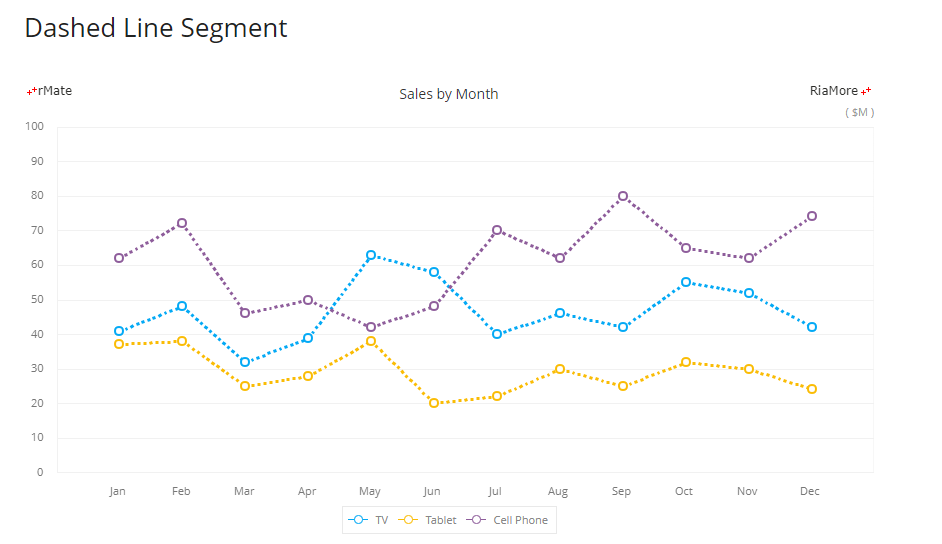 Dashed Line Segment
rMate
Sales by Month
RiaMore
( $M )
100
90
80
70
60
50
40
30
20
10
0
Jan Feb Mar Apr May Jun Jul Aug Sep Oct Nov Dec
TV Tablet Cell Phone